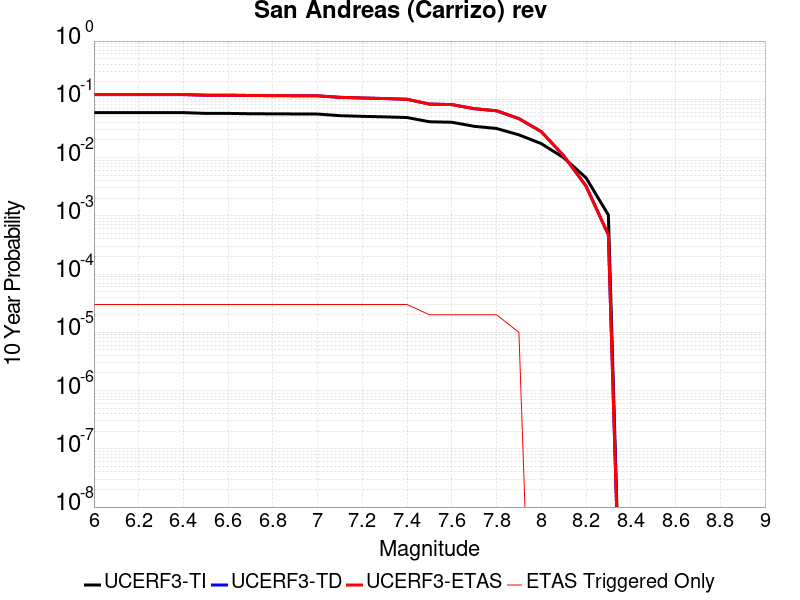 San Andreas (Carrizo) rev
10 Year Probability
10^0
10^-1
10^-2
10^-3
10^-4
10^-5
10^-6
10^-7
10^-8
6 6.2 6.4 6.6 6.8 7 7.2 7.4 7.6 7.8 8 8.2 8.4 8.6 8.8 9
Magnitude
UCERF3-TI UCERF3-TD UCERF3-ETAS ETAS Triggered Only